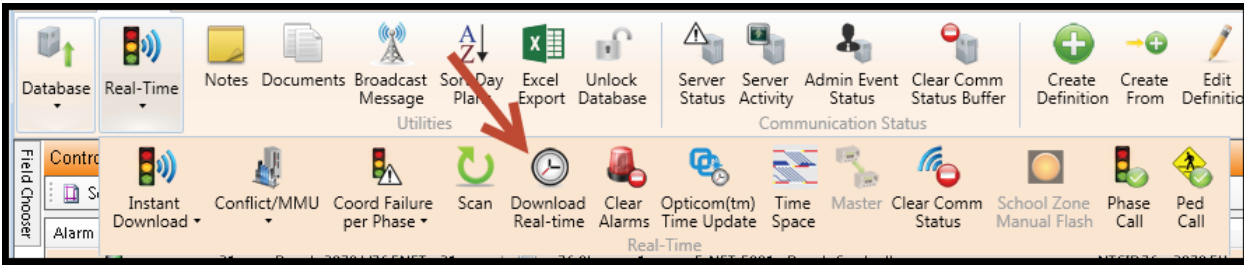 Database
Real-Time
Notes
Documents
Broadcast
Message
Sort Day
Plans
A
Z
Excel
Export
Unlock
Database
Utilities
Server
Status
Server
Activity
Admin Event
Status
Clear Comm
Status Buffer
Communication Status
Create
Definition
Create
From
Edit
Field Chooser
Instant
Download
Conflict/MMU
Coord Failure
per Phase
Scan
Download
Real-time
Clear
Alarms
Opticom(tm)
Time Update
Time
Space
Master
Clear Comm
Status
School Zone
Manual Flash
Phase
Call
Ped
Call
Real-Time
Alarm